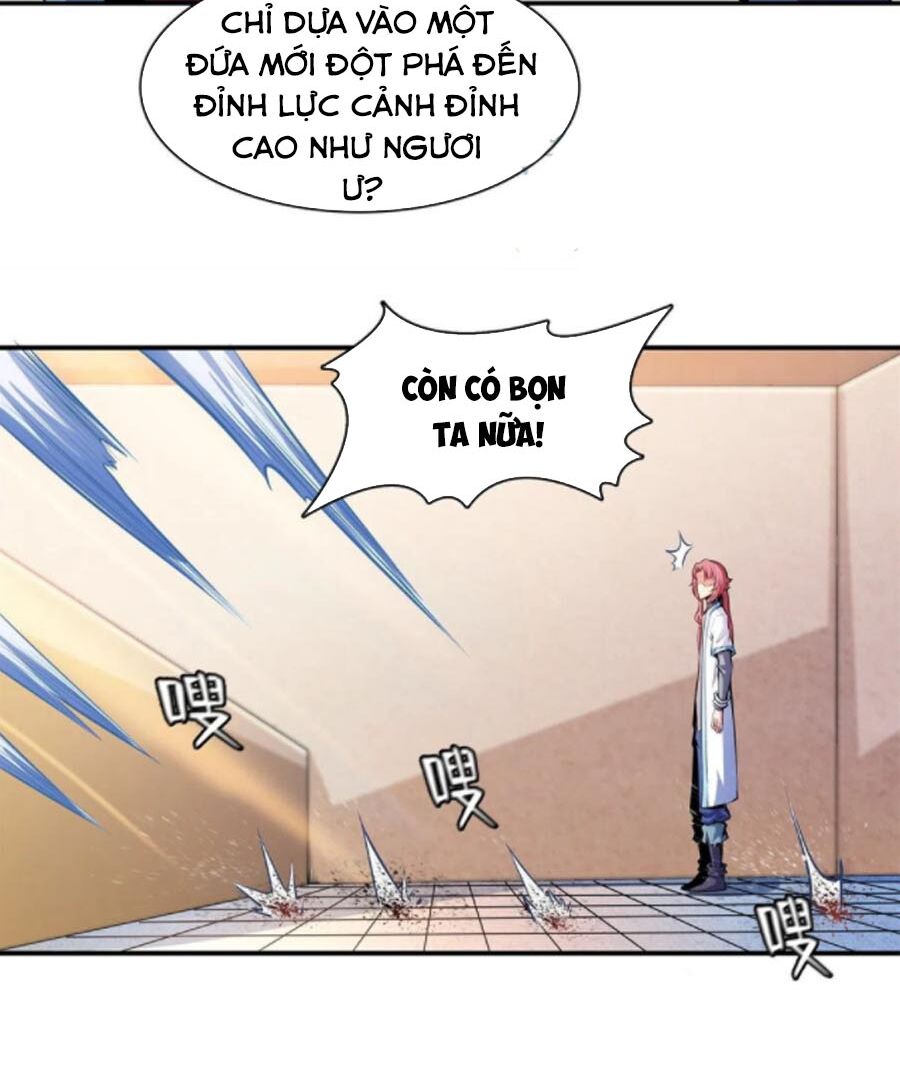 CHỈ DỰA VÀO MỘT
ĐỨA MỚI ĐỘT PHÁ ĐẾN
ĐỈNH LỰC CẢNH ĐỈNH
CAO NHƯ NGƯƠI
Ư?
CÒN CÓ BỌN
TA NỮA!
嗖
嗖
嗖